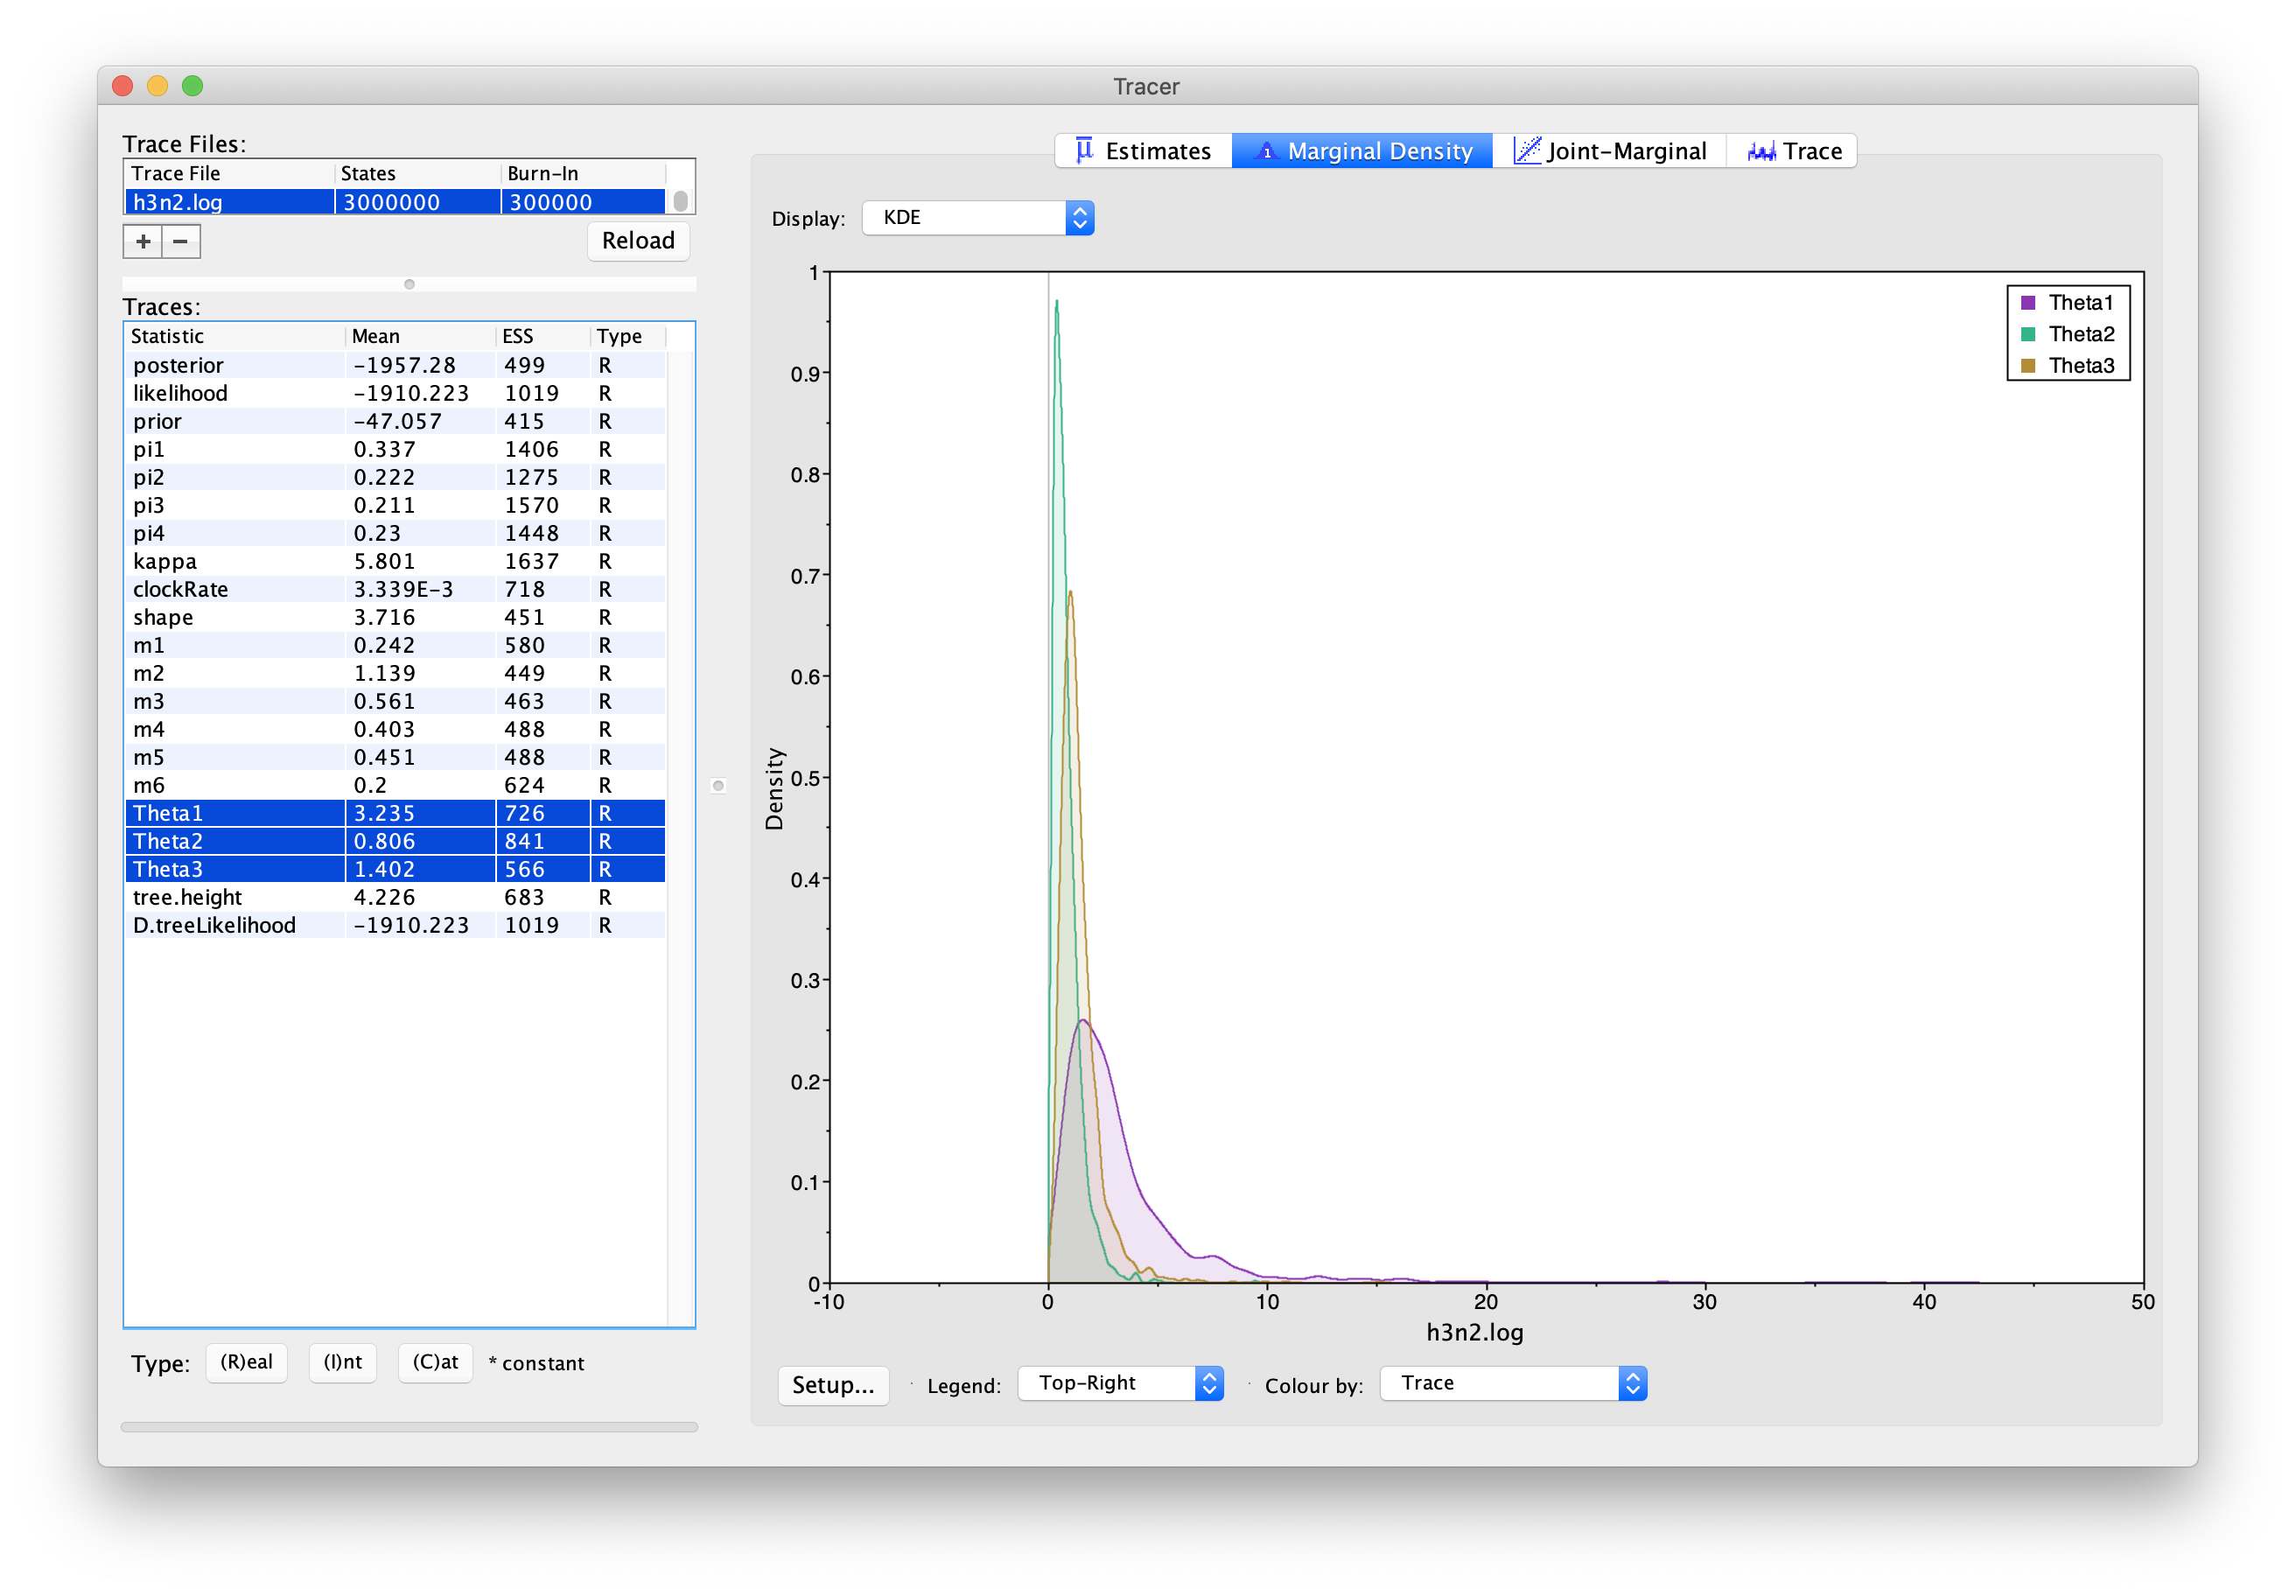 Tracer
Trace Files:
Trace File States Burn-In
h3n2.log 3000000 300000
+ −
Reload
Traces:
Statistic Mean ESS Type
posterior -1957.28 499 R
likelihood -1910.223 1019 R
prior -47.057 415 R
pi1 0.337 1406 R
pi2 0.222 1275 R
pi3 0.211 1570 R
pi4 0.23 1448 R
kappa 5.801 1637 R
clockRate 3.339E-3 718 R
shape 3.716 451 R
m1 0.242 580 R
m2 1.139 449 R
m3 0.561 463 R
m4 0.403 488 R
m5 0.451 488 R
m6 0.2 624 R
Theta1 3.235 726 R
Theta2 0.806 841 R
Theta3 1.402 566 R
tree.height 4.226 683 R
D.treeLikelihood -1910.223 1019 R
Type: (R)eal (I)nt (C)at * constant
Estimates Marginal Density Joint-Marginal Trace
Display: KDE
1
0.9
0.8
0.7
0.6
0.5
0.4
0.3
0.2
0.1
0
Density
Theta1
Theta2
Theta3
-10 0 10 20 30 40 50
h3n2.log
Setup... Legend: Top-Right Colour by: Trace